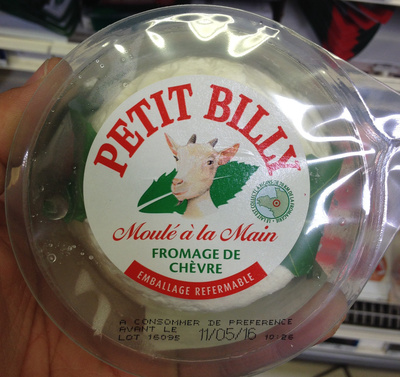 PETIT BILLY
Moulé à la Main
FROMAGE DE
CHÈVRE
EMBALLAGE REFERMABLE
A CONSOMMER DE PREFERENCE
AVANT LE 11/05/16 10:26
LOT 16095